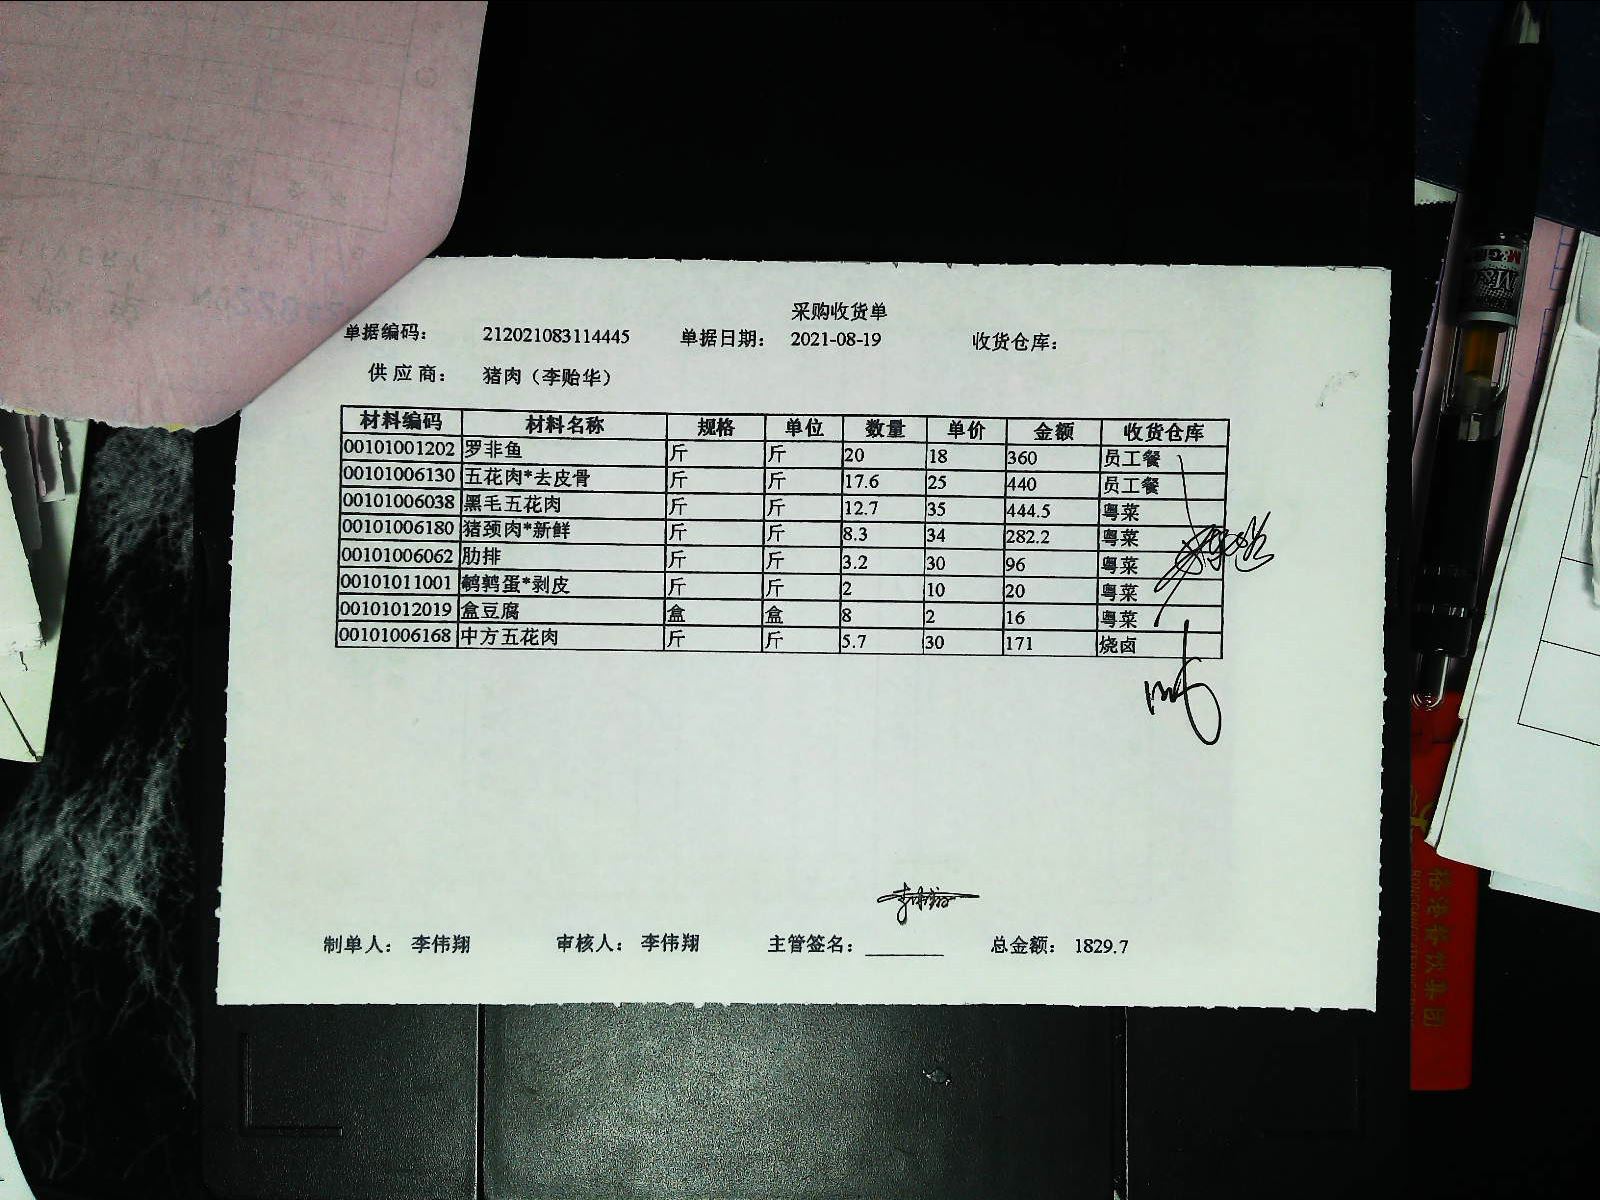 采购收货单
单据编码: 212021083114445 单据日期: 2021-08-19 收货仓库:
供应商: 猪肉（李贻华）
材料编码 材料名称 规格 单位 数量 单价 金额 收货仓库
00101001202 罗非鱼 斤 斤 20 18 360 员工餐
00101006130 五花肉*去皮骨 斤 斤 17.6 25 440 员工餐
00101006038 黑毛五花肉 斤 斤 12.7 35 444.5 粤菜
00101006180 猪颈肉*新鲜 斤 斤 8.3 34 282.2 粤菜
00101006062 肋排 斤 斤 3.2 30 96 粤菜
00101011001 鹌鹑蛋*剥皮 斤 斤 2 10 20 粤菜
00101012019 盒豆腐 盒 盒 8 2 16 粤菜
00101006168 中方五花肉 斤 斤 5.7 30 171 烧卤
制单人: 李伟翔 审核人: 李伟翔 主管签名: 总金额: 1829.7